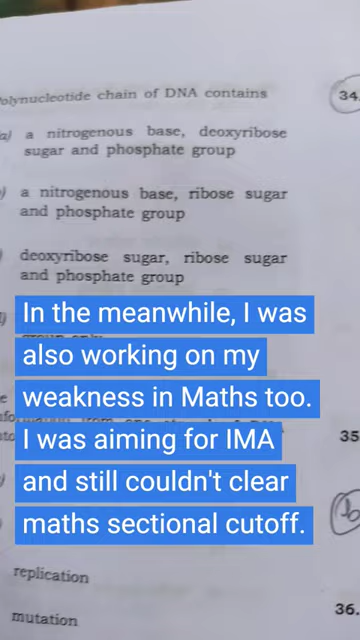 Polynucleotide chain of DNA contains
34.
a) a nitrogenous base, deoxyribose
sugar and phosphate group
a nitrogenous base, ribose sugar
and phosphate group
deoxyribose sugar, ribose sugar
and phosphate group
In the meanwhile, I was
also working on my
weakness in Maths too.
I was aiming for IMA
and still couldn't clear
maths sectional cutoff.
35
replication
36.
mutation